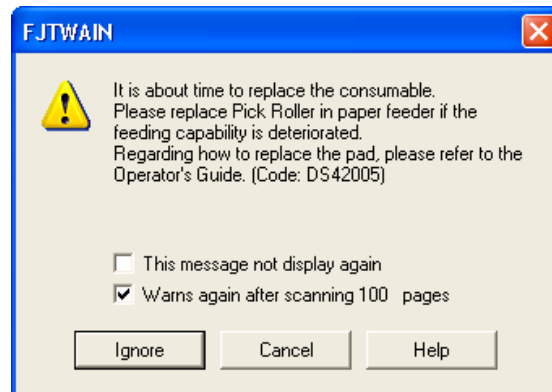 FJTWAIN
It is about time to replace the consumable.
Please replace Pick Roller in paper feeder if the
feeding capability is deteriorated.
Regarding how to replace the pad, please refer to the
Operator's Guide. (Code: DS42005)
This message not display again
Warns again after scanning 100 pages
Ignore Cancel Help